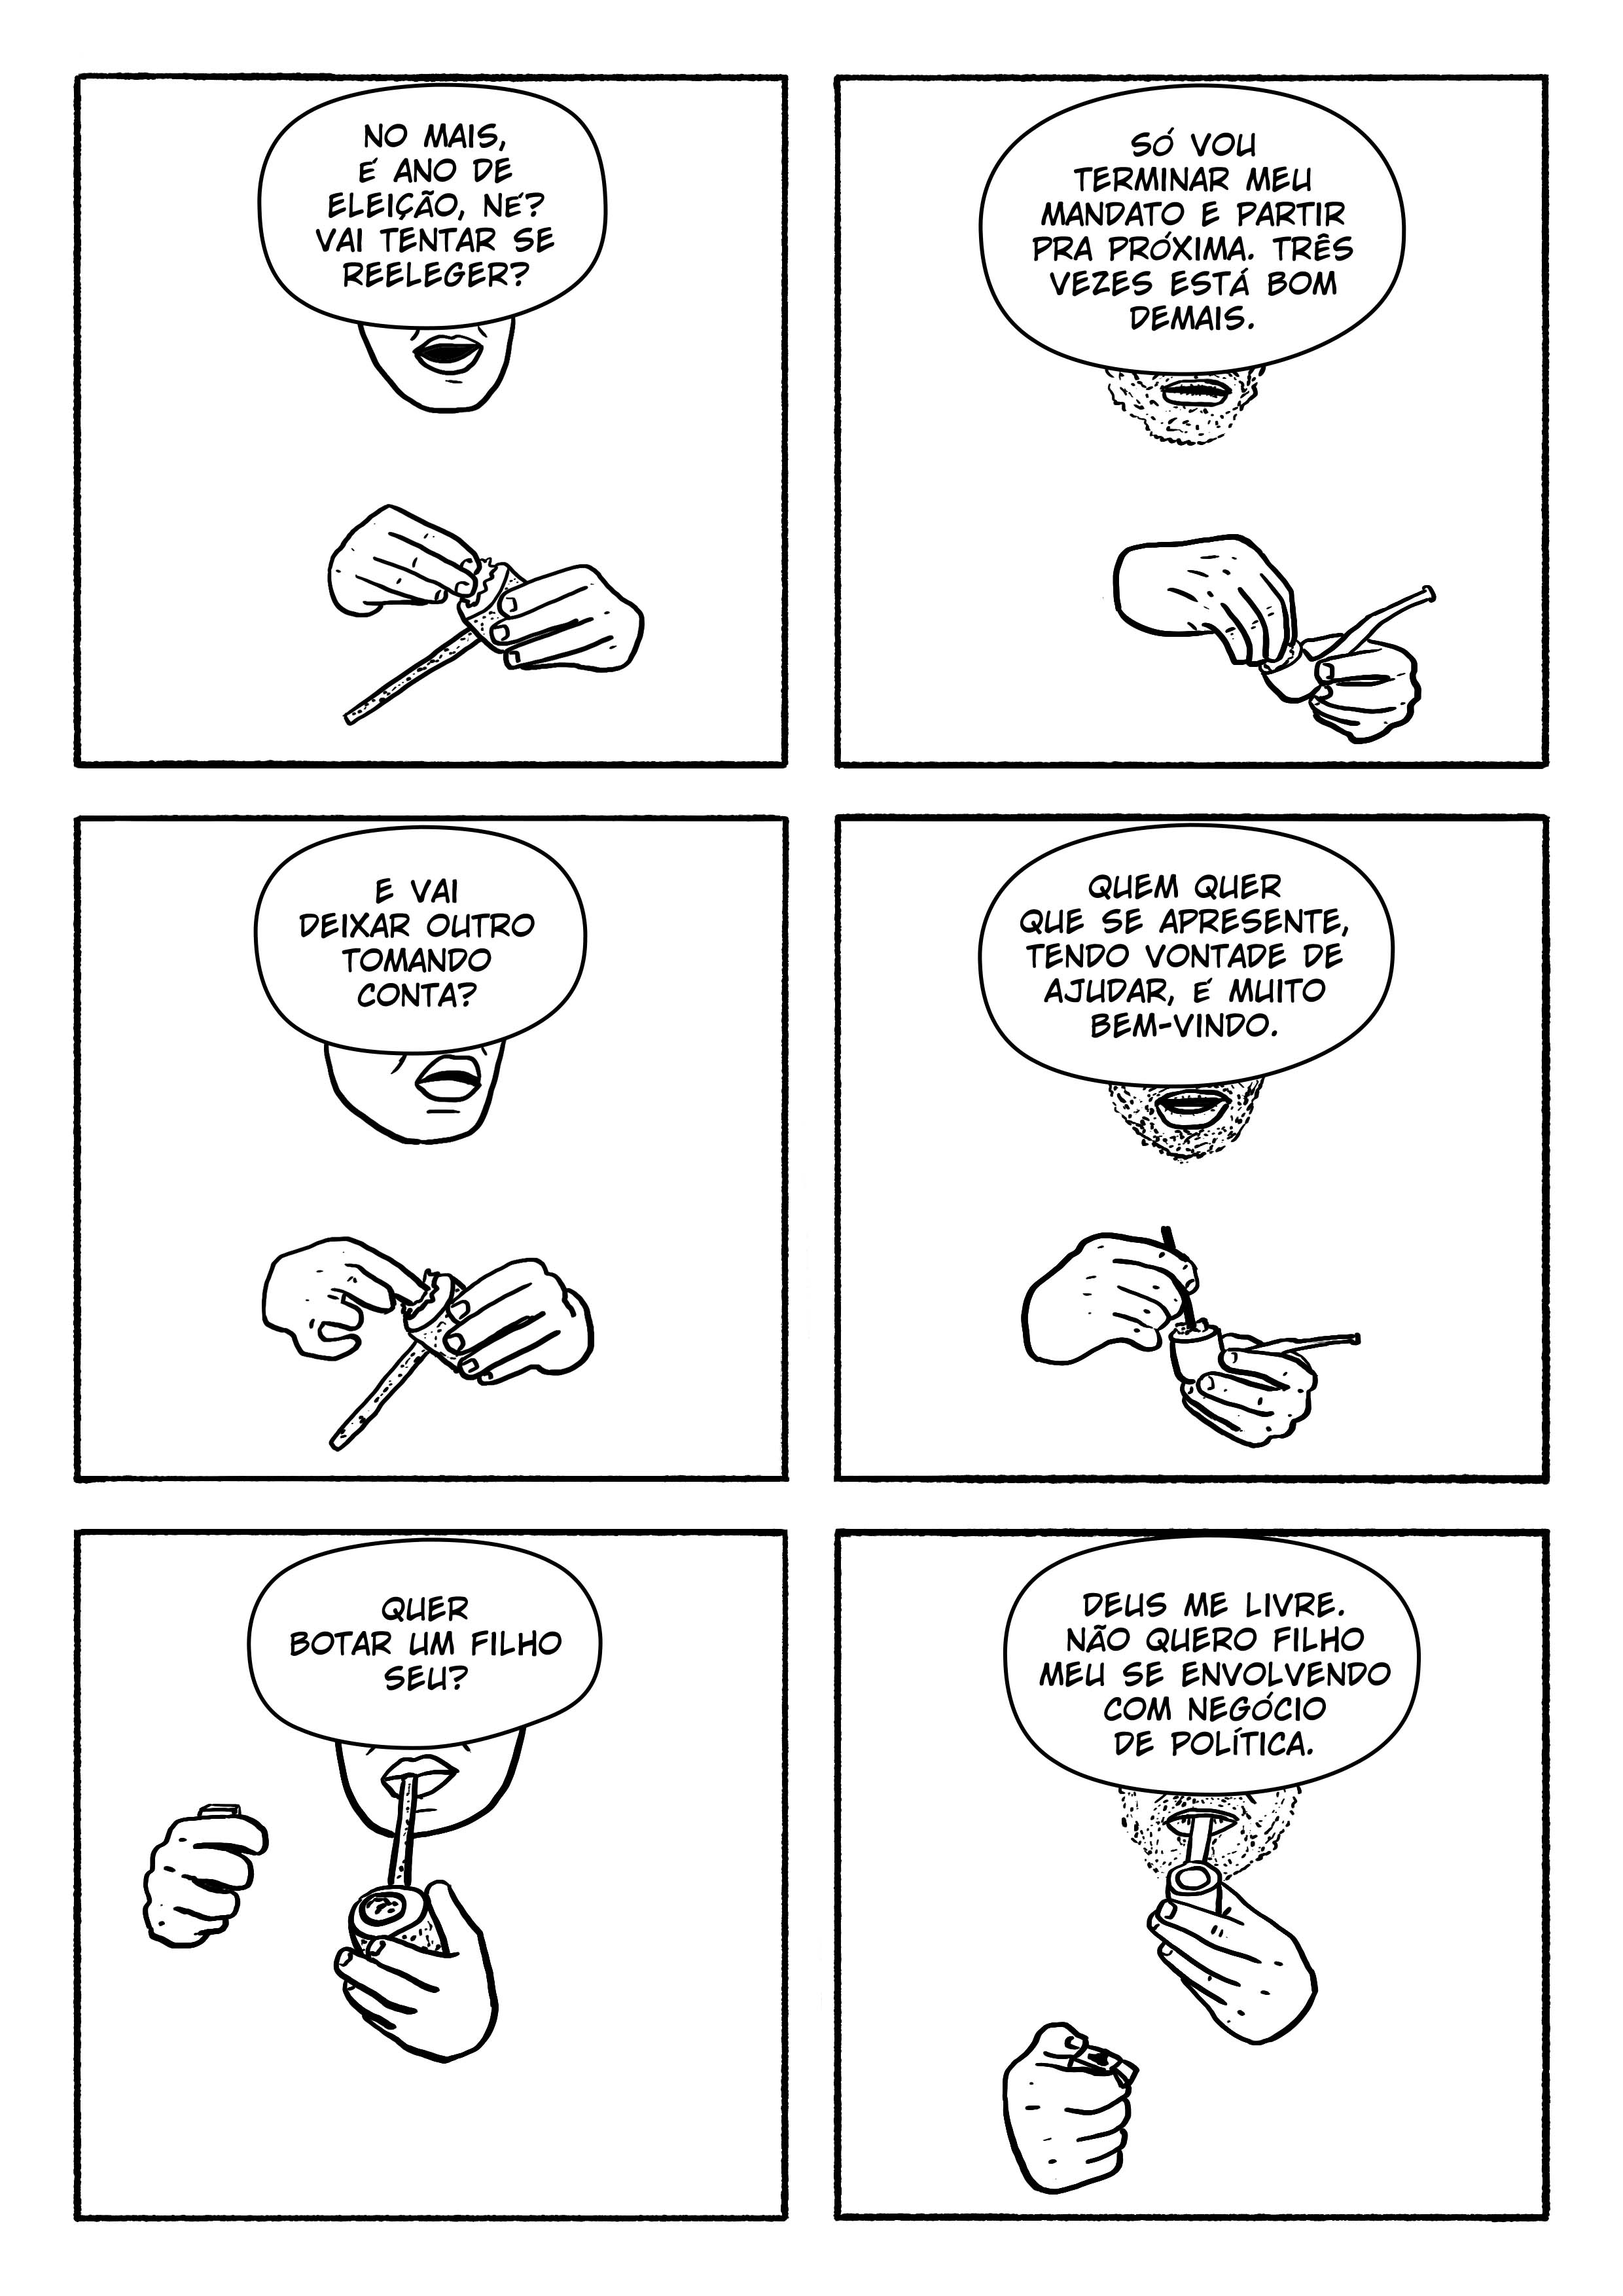 NO MAIS,
É ANO DE
ELEIÇÃO, NÉ?
VAI TENTAR SE
REELEGER?
SÓ VOU
TERMINAR MEU
MANDATO E PARTIR
PRA PRÓXIMA. TRÊS
VEZES ESTÁ BOM
DEMAIS.
E VAI
DEIXAR OUTRO
TOMANDO
CONTA?
QUEM QUER
QUE SE APRESENTE,
TENDO VONTADE DE
AJUDAR, É MUITO
BEM-VINDO.
QUER
BOTAR UM FILHO
SEU?
DEUS ME LIVRE.
NÃO QUERO FILHO
MEU SE ENVOLVENDO
COM NEGÓCIO
DE POLÍTICA.